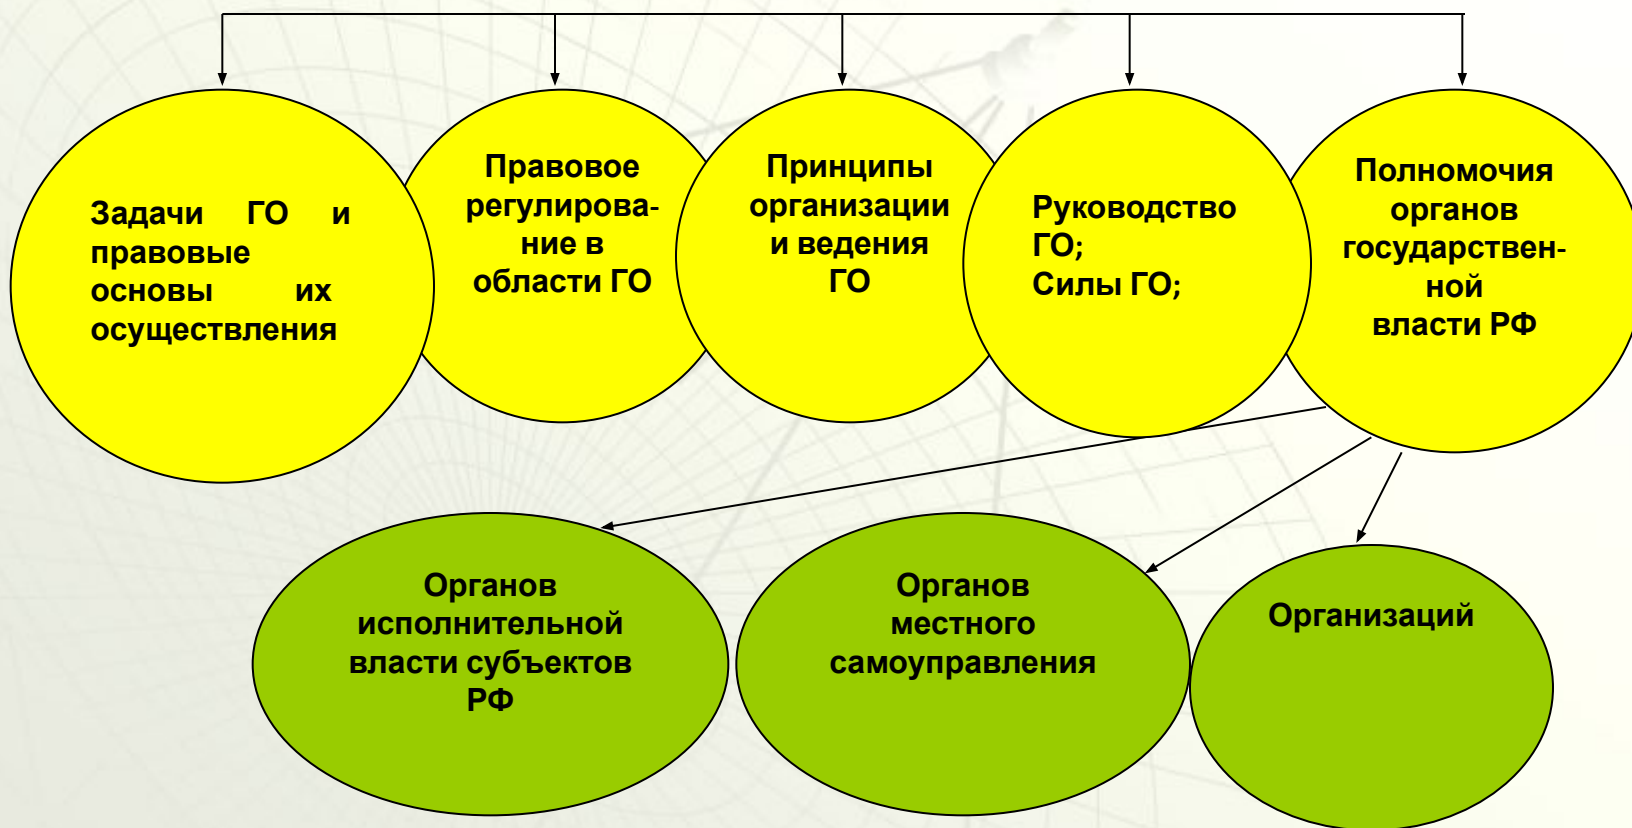 Задачи ГО и
правовые
основы их
осуществления
Правовое
регулирова-
ние в
области ГО
Принципы
организации
и ведения
ГО
Руководство
ГО;
Силы ГО;
Полномочия
органов
государствен-
ной
власти РФ
Органов
исполнительной
власти субъектов
РФ
Органов
местного
самоуправления
Организаций